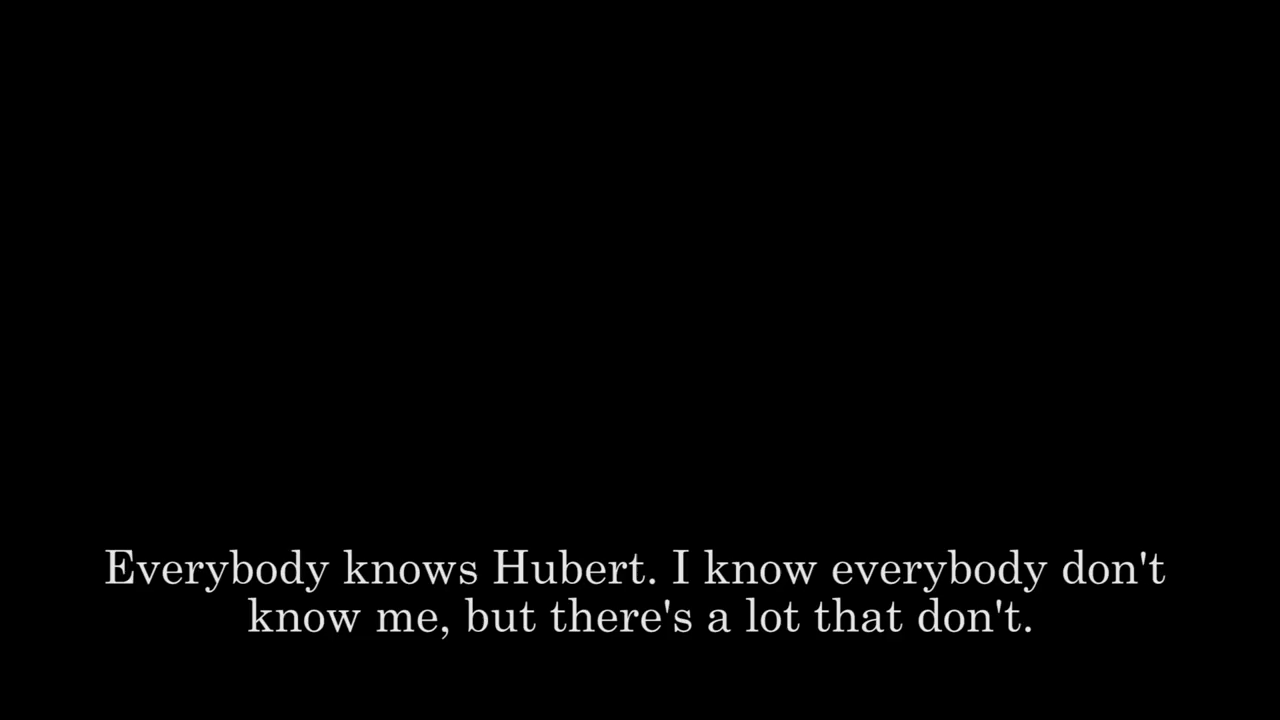 Everybody knows Hubert. I know everybody don't
know me, but there's a lot that don't.